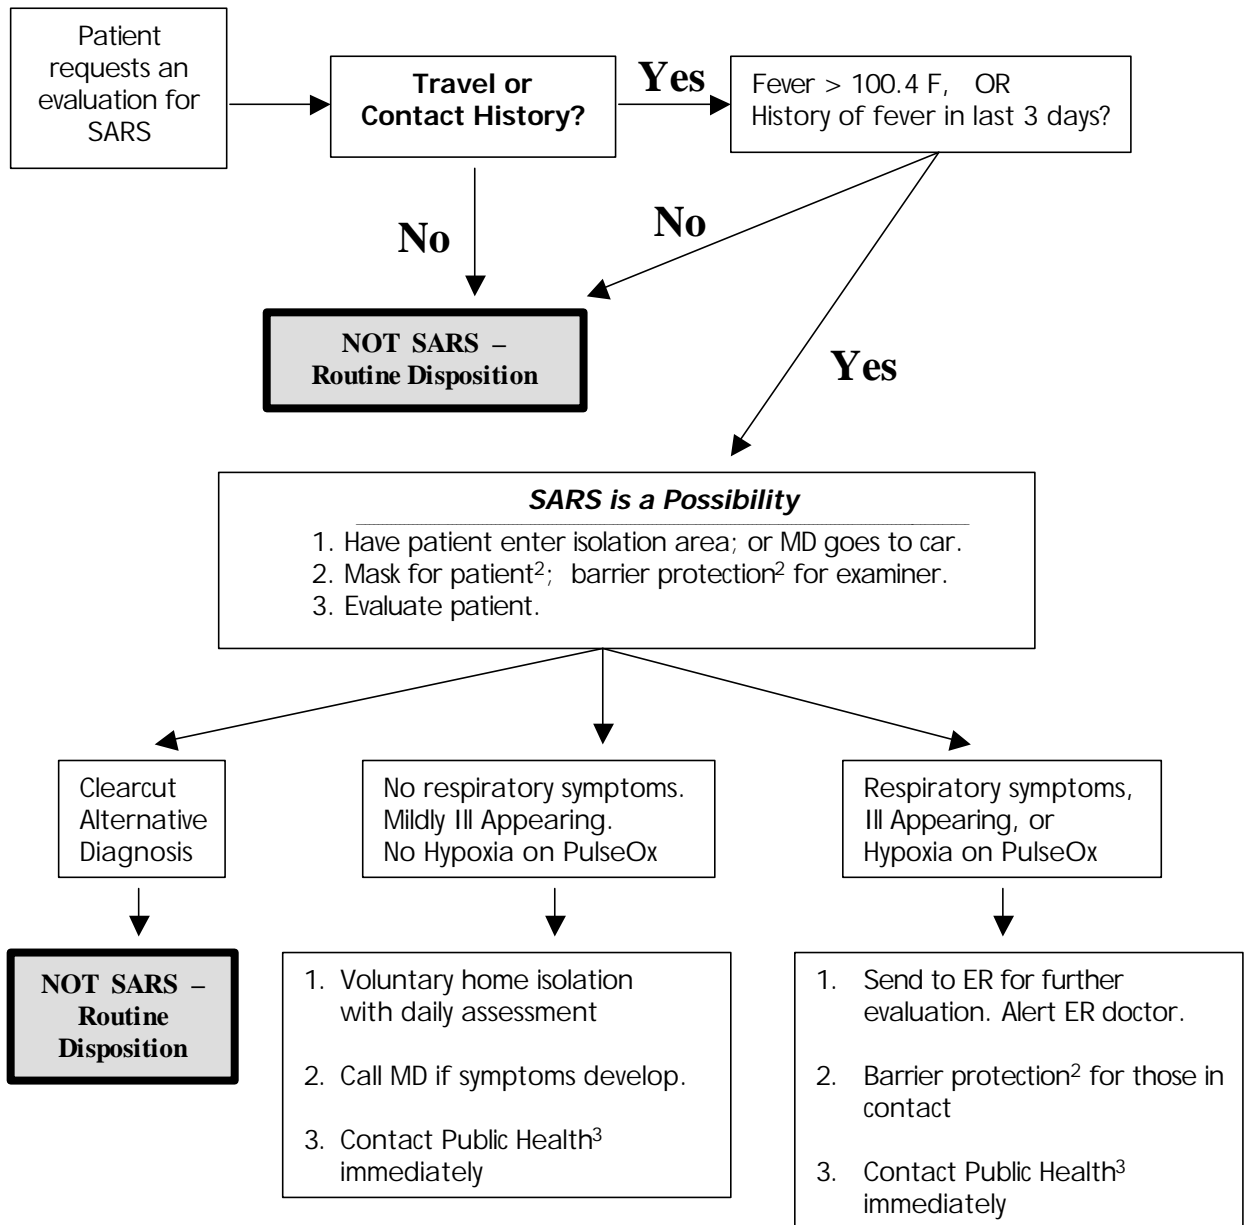 Patient
requests an
evaluation for
SARS
Travel or
Contact History?
Yes
Fever > 100.4 F, OR
History of fever in last 3 days?
No
No
Yes
NOT SARS –
Routine Disposition
SARS is a Possibility
1. Have patient enter isolation area; or MD goes to car.
2. Mask for patient²; barrier protection² for examiner.
3. Evaluate patient.
Clearcut
Alternative
Diagnosis
No respiratory symptoms.
Mildly Ill Appearing.
No Hypoxia on PulseOx
Respiratory symptoms,
Ill Appearing, or
Hypoxia on PulseOx
NOT SARS –
Routine
Disposition
1. Voluntary home isolation
with daily assessment
2. Call MD if symptoms develop.
3. Contact Public Health³
immediately
1. Send to ER for further
evaluation. Alert ER doctor.
2. Barrier protection² for those in
contact
3. Contact Public Health³
immediately